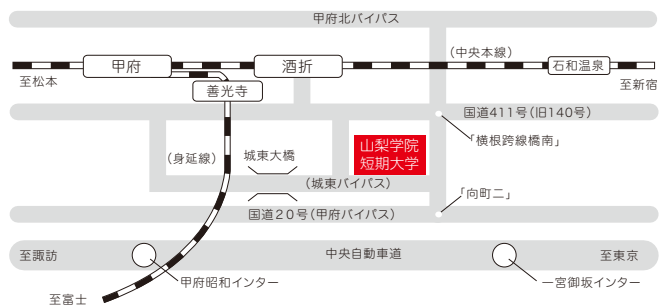 甲府北バイパス
(中央本線)
甲府
酒折
石和温泉
至松本
至新宿
善光寺
国道411号(旧140号)
「横根跨線橋南」
山梨学院
短期大学
(身延線)
城東大橋
(城東バイパス)
「向町二」
国道20号(甲府バイパス)
至諏訪
中央自動車道
至東京
甲府昭和インター
一宮御坂インター
至富士